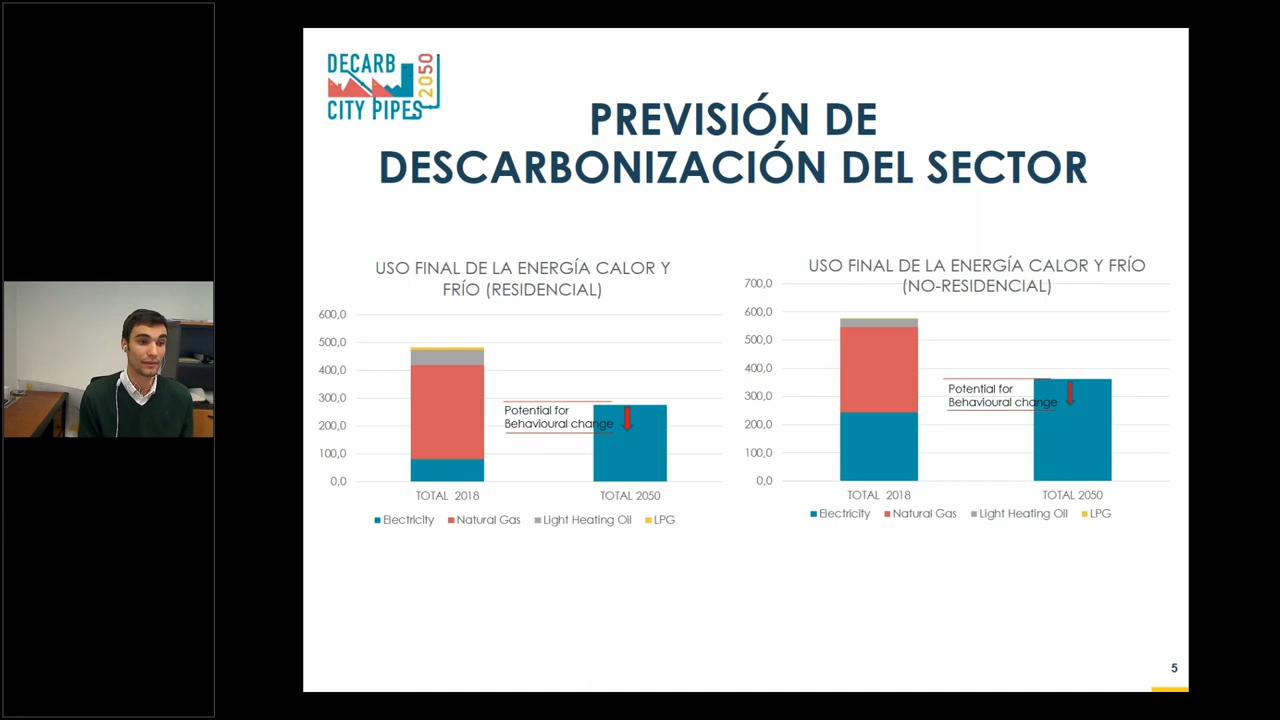 DECARB
CITY PIPES
2050
PREVISIÓN DE
DESCARBONIZACIÓN DEL SECTOR
USO FINAL DE LA ENERGÍA CALOR Y
FRÍO (RESIDENCIAL)
600,0
500,0
400,0
300,0
200,0
100,0
0,0
Potential for
Behavioural change
TOTAL 2018
TOTAL 2050
Electricity
Natural Gas
Light Heating Oil
LPG
USO FINAL DE LA ENERGÍA CALOR Y FRÍO
(NO-RESIDENCIAL)
700,0
600,0
500,0
400,0
300,0
200,0
100,0
0,0
Potential for
Behavioural change
TOTAL 2018
TOTAL 2050
Electricity
Natural Gas
Light Heating Oil
LPG
5